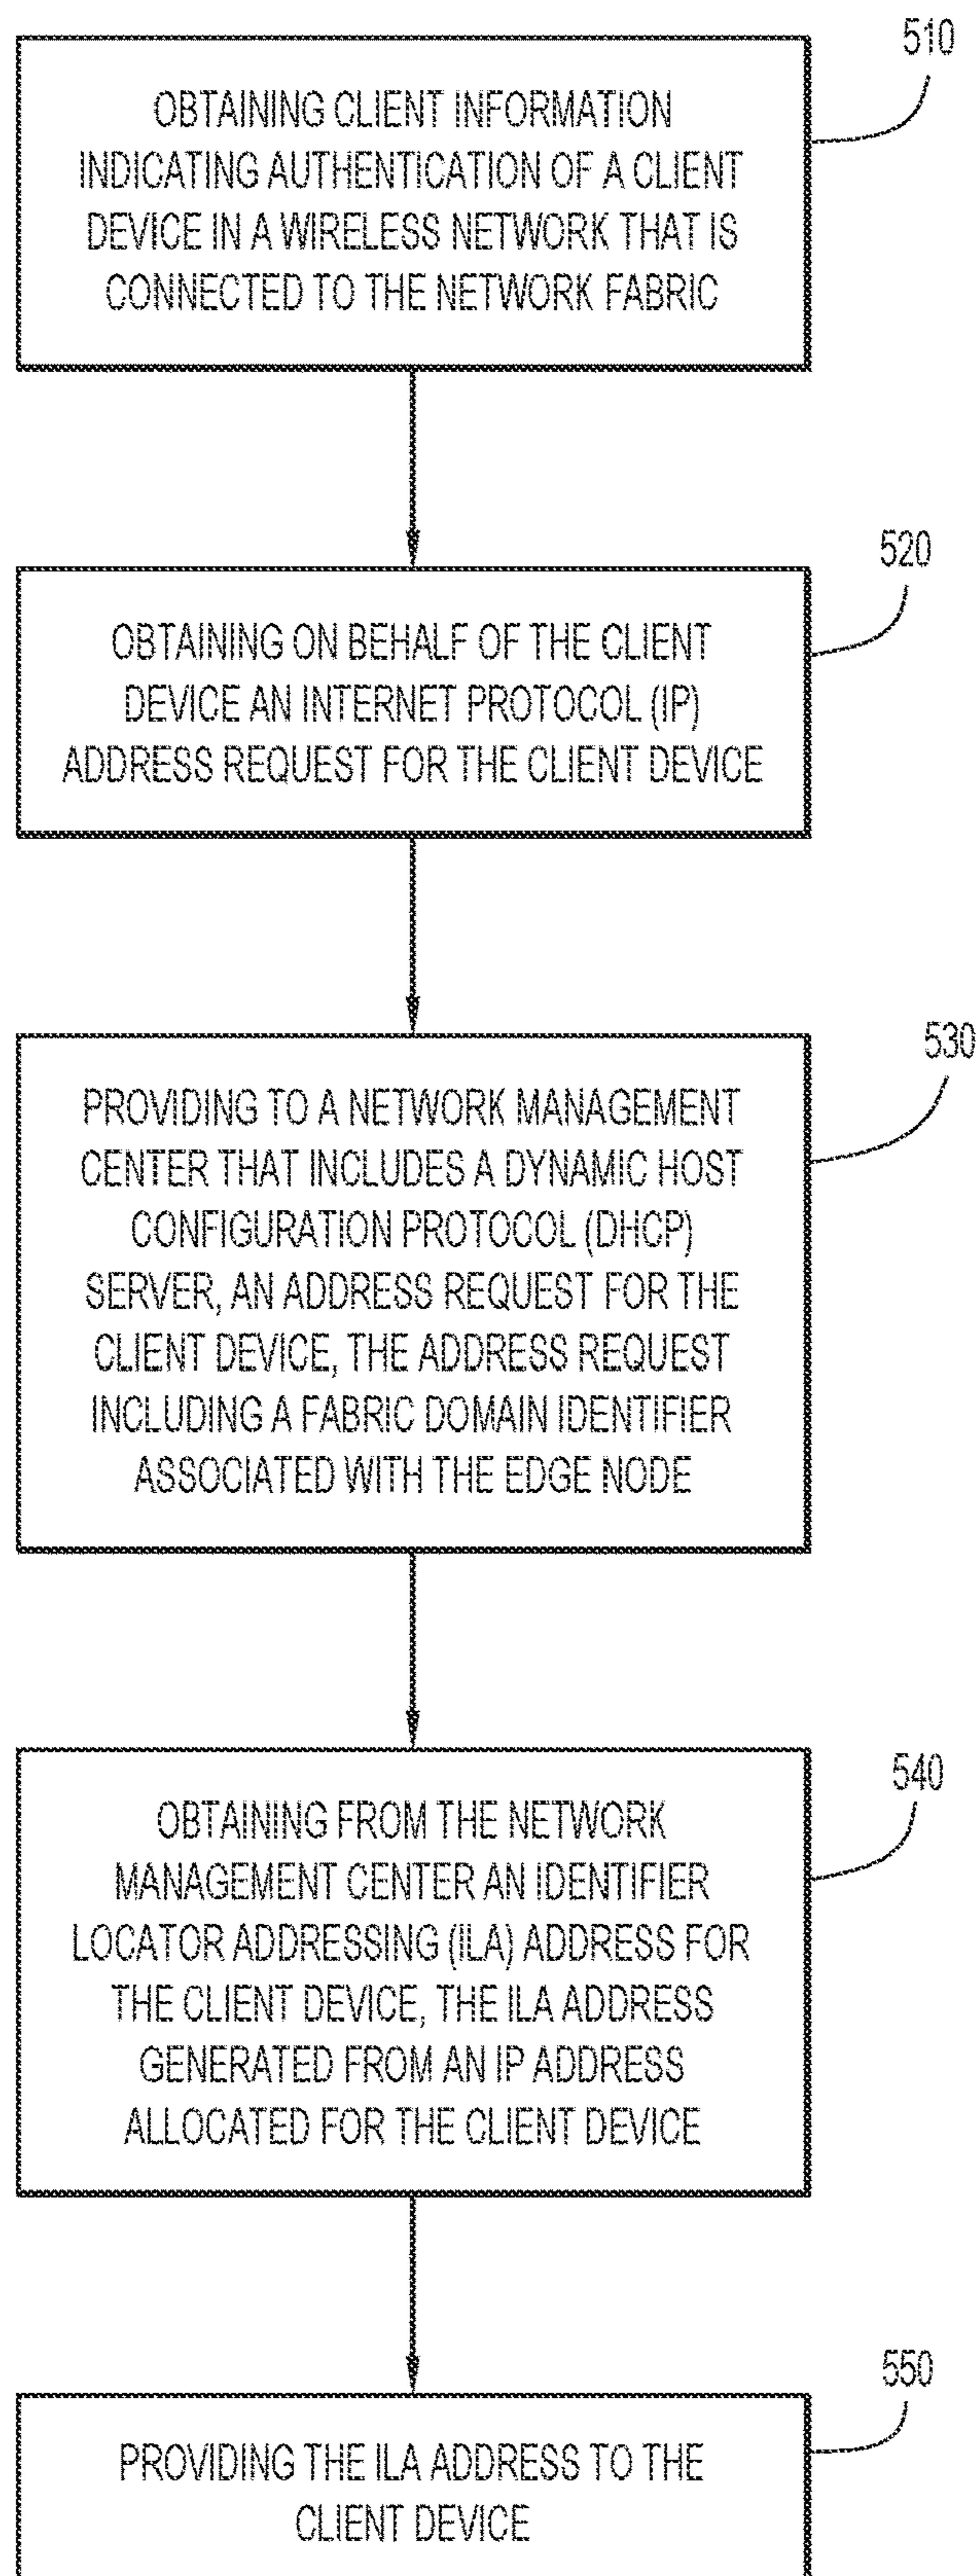 510
OBTAINING CLIENT INFORMATION
INDICATING AUTHENTICATION OF A CLIENT
DEVICE IN A WIRELESS NETWORK THAT IS
CONNECTED TO THE NETWORK FABRIC
520
OBTAINING ON BEHALF OF THE CLIENT
DEVICE AN INTERNET PROTOCOL (IP)
ADDRESS REQUEST FOR THE CLIENT DEVICE
530
PROVIDING TO A NETWORK MANAGEMENT
CENTER THAT INCLUDES A DYNAMIC HOST
CONFIGURATION PROTOCOL (DHCP)
SERVER, AN ADDRESS REQUEST FOR THE
CLIENT DEVICE, THE ADDRESS REQUEST
INCLUDING A FABRIC DOMAIN IDENTIFIER
ASSOCIATED WITH THE EDGE NODE
540
OBTAINING FROM THE NETWORK
MANAGEMENT CENTER AN IDENTIFIER
LOCATOR ADDRESSING (ILA) ADDRESS FOR
THE CLIENT DEVICE, THE ILA ADDRESS
GENERATED FROM AN IP ADDRESS
ALLOCATED FOR THE CLIENT DEVICE
550
PROVIDING THE ILA ADDRESS TO THE
CLIENT DEVICE